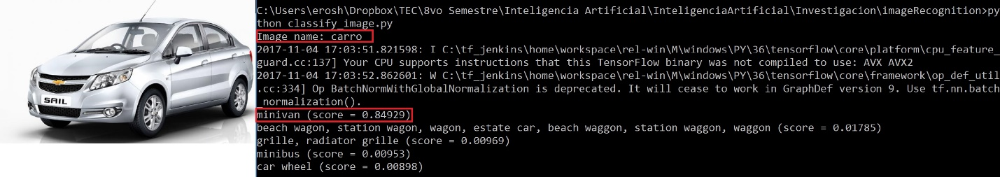 SAIL
C:\Users\erosh\Dropbox\TEC\8vo Semestre\Inteligencia Artificial\InteligenciaArtificial\Investigacion\imageRecognition>py
thon classify_image.py
Image name: carro
2017-11-04 17:03:51.821598: I C:\tf_jenkins\home\workspace\rel-win\M\windows\PY\36\tensorflow\core\platform\cpu_feature_
guard.cc:137] Your CPU supports instructions that this TensorFlow binary was not compiled to use: AVX AVX2
2017-11-04 17:03:52.862601: W C:\tf_jenkins\home\workspace\rel-win\M\windows\PY\36\tensorflow\core\framework\op_def_util
.cc:334] Op BatchNormWithGlobalNormalization is deprecated. It will cease to work in GraphDef version 9. Use tf.nn.batch
_normalization().
minivan (score = 0.84929)
beach wagon, station wagon, wagon, estate car, beach waggon, station waggon, waggon (score = 0.01785)
grille, radiator grille (score = 0.00969)
minibus (score = 0.00953)
car wheel (score = 0.00898)